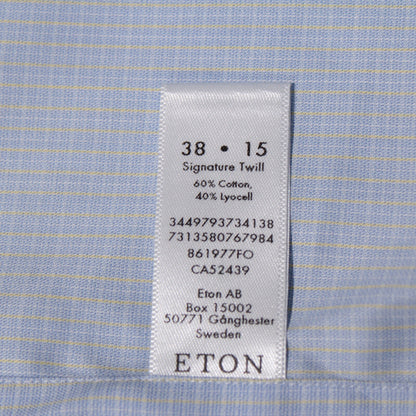 38 • 15
Signature Twill
60% Cotton,
40% Lyocell
3449793734138
7313580767984
861977FO
CA52439
Eton AB
Box 15002
50771 Gånghester
Sweden
ETON